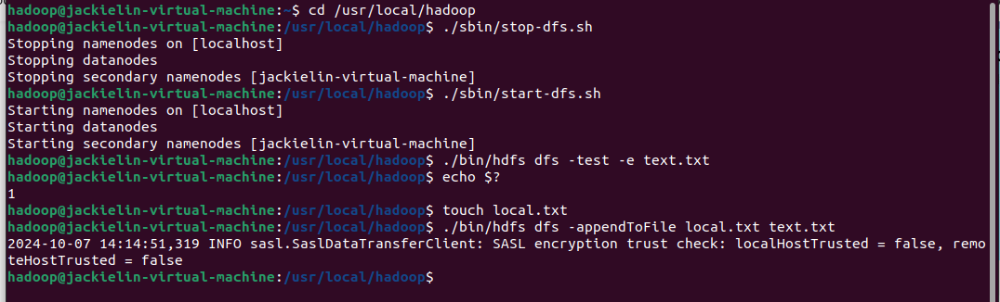 hadoop@jackielin-virtual-machine:~$ cd /usr/local/hadoop
hadoop@jackielin-virtual-machine:/usr/local/hadoop$ ./sbin/stop-dfs.sh
Stopping namenodes on [localhost]
Stopping datanodes
Stopping secondary namenodes [jackielin-virtual-machine]
hadoop@jackielin-virtual-machine:/usr/local/hadoop$ ./sbin/start-dfs.sh
Starting namenodes on [localhost]
Starting datanodes
Starting secondary namenodes [jackielin-virtual-machine]
hadoop@jackielin-virtual-machine:/usr/local/hadoop$ ./bin/hdfs dfs -test -e text.txt
hadoop@jackielin-virtual-machine:/usr/local/hadoop$ echo $?
1
hadoop@jackielin-virtual-machine:/usr/local/hadoop$ touch local.txt
hadoop@jackielin-virtual-machine:/usr/local/hadoop$ ./bin/hdfs dfs -appendToFile local.txt text.txt
2024-10-07 14:14:51,319 INFO sasl.SaslDataTransferClient: SASL encryption trust check: localHostTrusted = false, remo
teHostTrusted = false
hadoop@jackielin-virtual-machine:/usr/local/hadoop$